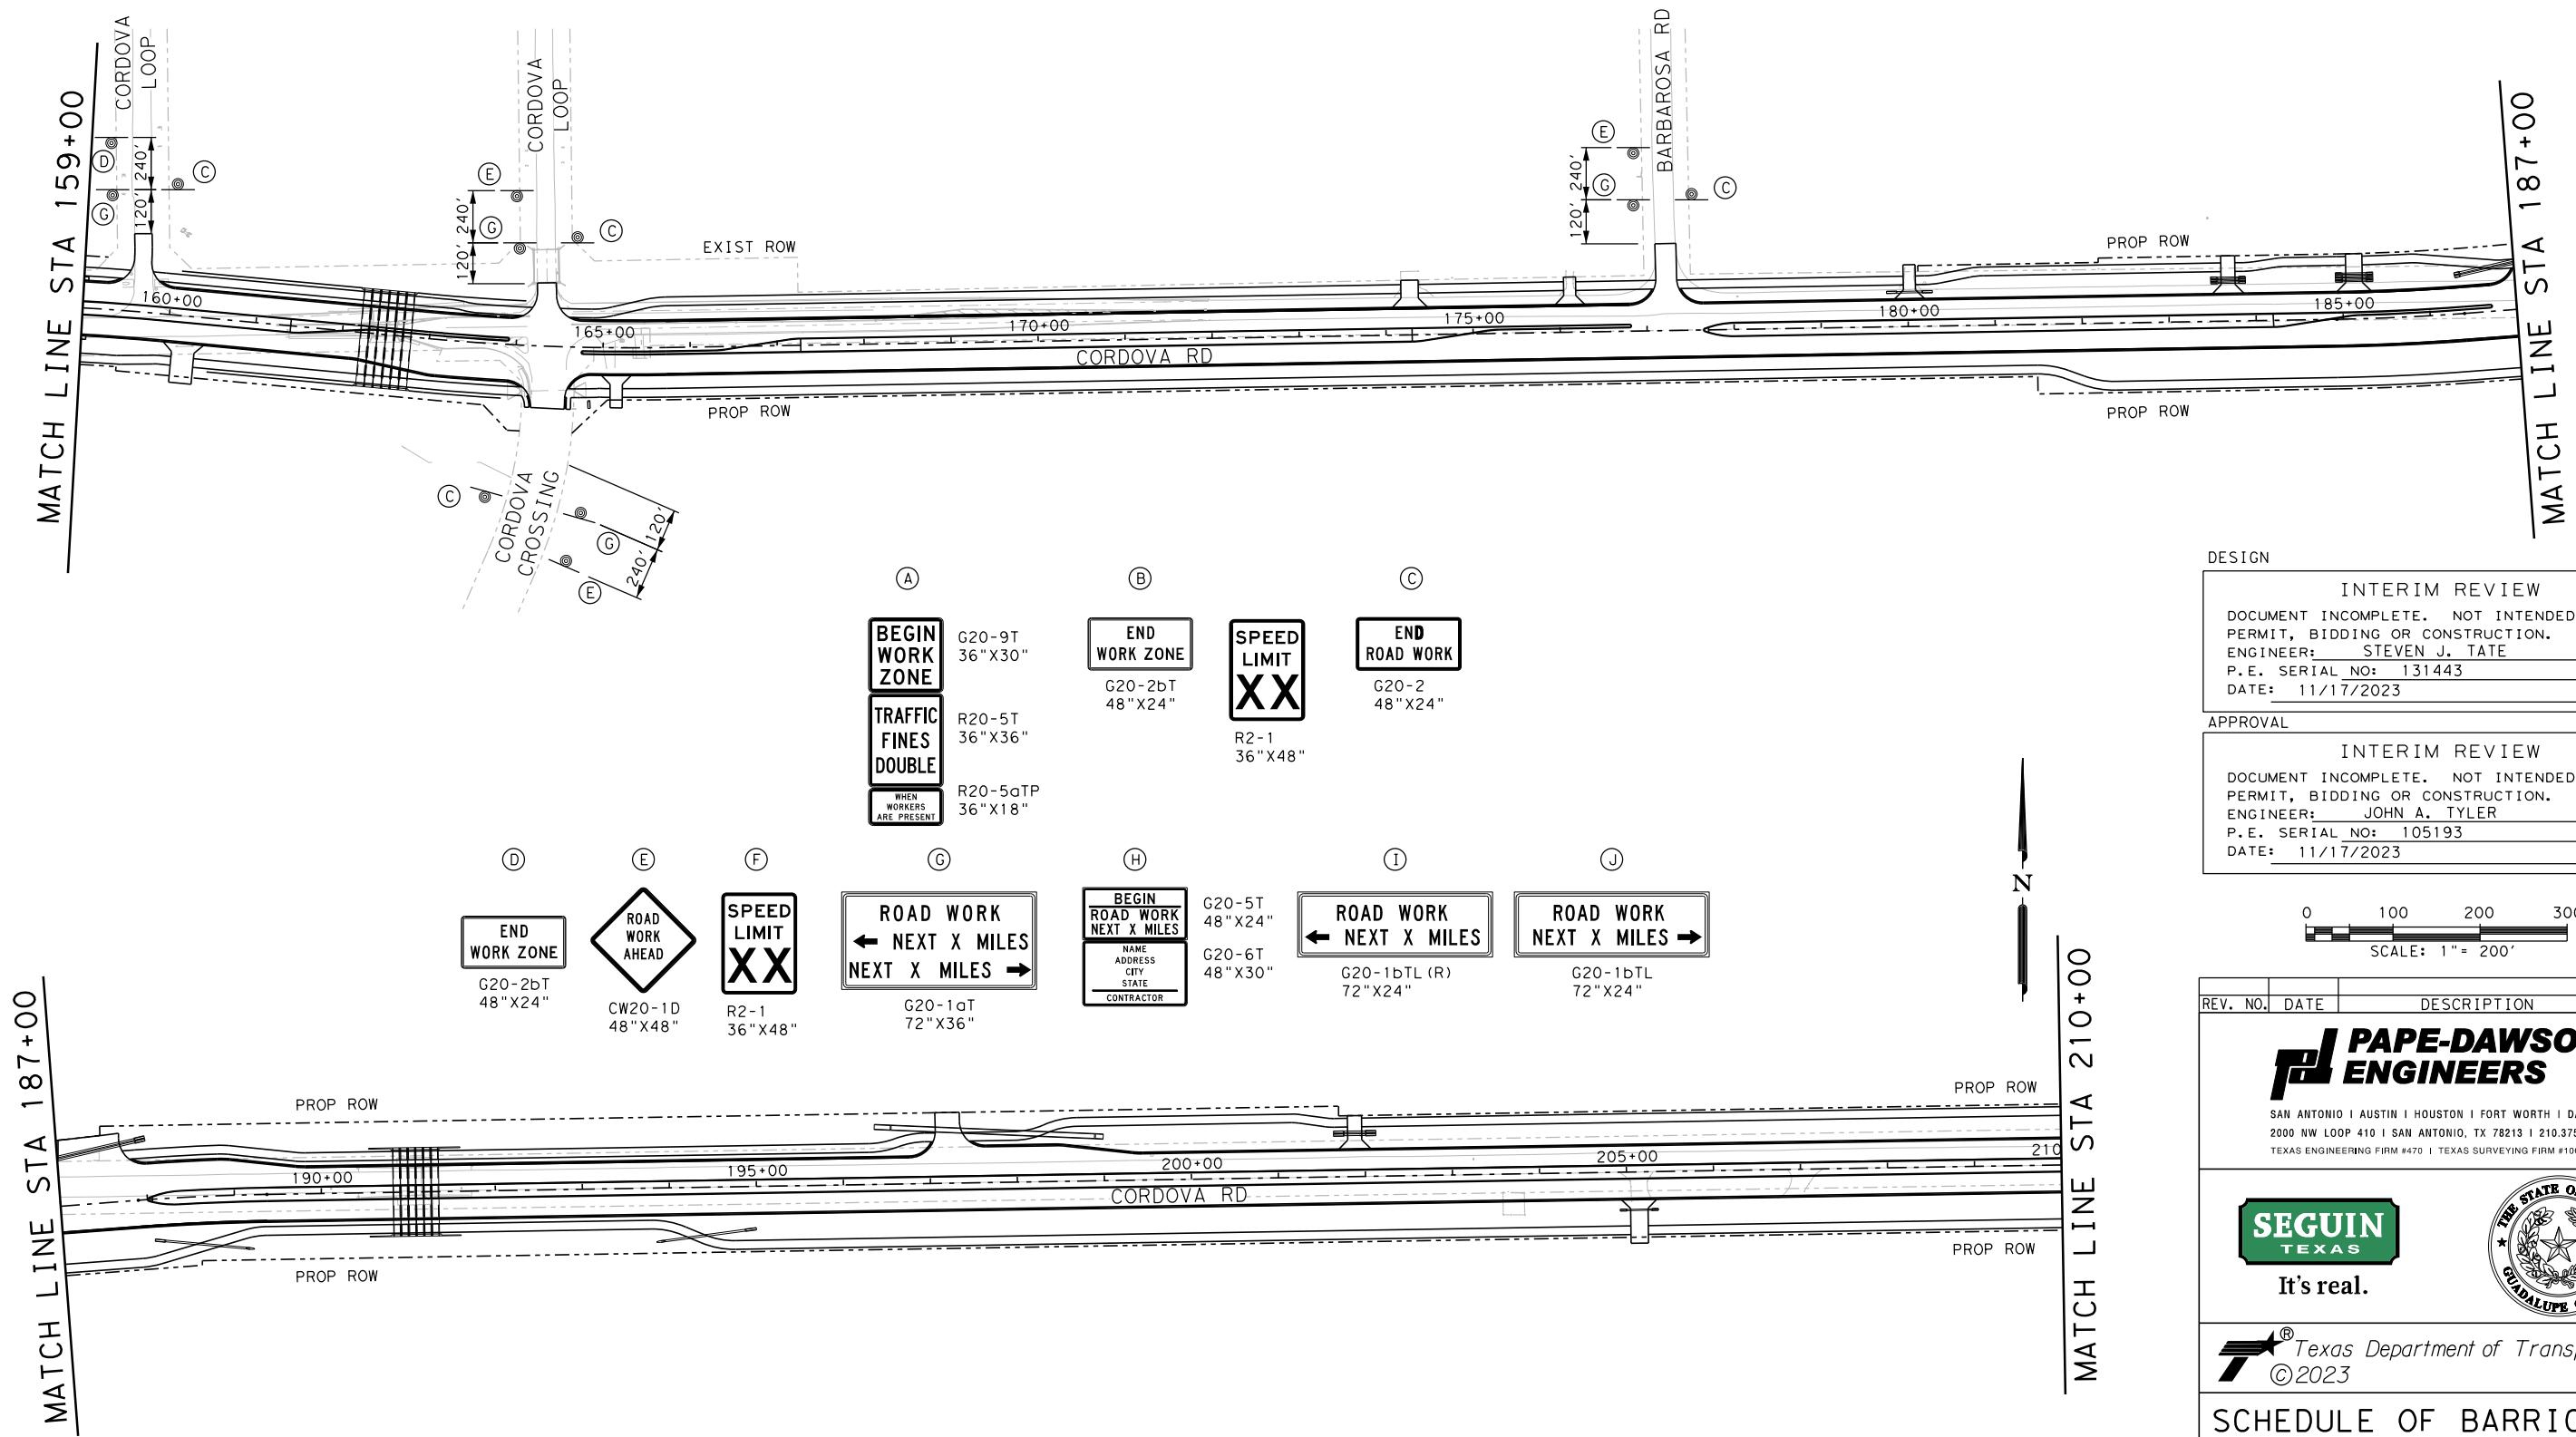 MATCH LINE STA 159+00
CORDOVA
LOOP
D
240'
C
120'
G
160+00
CORDOVA
LOOP
E
240'
G
C
120'
EXIST ROW
165+00
170+00
175+00
180+00
185+00
CORDOVA RD
PROP ROW
BARBAROSA RD
E
240'
G
C
120'
PROP ROW
PROP ROW
MATCH LINE STA 187+00
C
CORDOVA
CROSSING
120'
G
240'
E
A
BEGIN
WORK
ZONE
G20-9T
36"X30"
TRAFFIC
FINES
DOUBLE
R20-5T
36"X36"
WHEN
WORKERS
ARE PRESENT
R20-5aTP
36"X18"
B
END
WORK ZONE
G20-2bT
48"X24"
SPEED
LIMIT
XX
R2-1
36"X48"
C
END
ROAD WORK
G20-2
48"X24"
D
END
WORK ZONE
G20-2bT
48"X24"
E
ROAD
WORK
AHEAD
CW20-1D
48"X48"
F
SPEED
LIMIT
XX
R2-1
36"X48"
G
ROAD WORK
← NEXT X MILES
NEXT X MILES →
G20-1aT
72"X36"
H
BEGIN
ROAD WORK
NEXT X MILES
G20-5T
48"X24"
NAME
ADDRESS
CITY
STATE
CONTRACTOR
G20-6T
48"X30"
I
ROAD WORK
← NEXT X MILES
G20-1bTL (R)
72"X24"
J
ROAD WORK
NEXT X MILES →
G20-1bTL
72"X24"
N
DESIGN
INTERIM REVIEW
DOCUMENT INCOMPLETE. NOT INTENDED
PERMIT, BIDDING OR CONSTRUCTION.
ENGINEER: STEVEN J. TATE
P.E. SERIAL NO: 131443
DATE: 11/17/2023
APPROVAL
INTERIM REVIEW
DOCUMENT INCOMPLETE. NOT INTENDED
PERMIT, BIDDING OR CONSTRUCTION.
ENGINEER: JOHN A. TYLER
P.E. SERIAL NO: 105193
DATE: 11/17/2023
0 100 200 300
SCALE: 1"= 200'
REV. NO. DATE DESCRIPTION
PAPE-DAWSO
ENGINEERS
SAN ANTONIO I AUSTIN I HOUSTON I FORT WORTH I DA
2000 NW LOOP 410 I SAN ANTONIO, TX 78213 I 210.375
TEXAS ENGINEERING FIRM #470 I TEXAS SURVEYING FIRM #100
SEGUIN
TEXAS
It's real.
THE STATE O
GUADALUPE
® Texas Department of Trans
©2023
SCHEDULE OF BARRIC
MATCH LINE STA 187+00
PROP ROW
190+00
195+00
200+00
205+00
210
CORDOVA RD
PROP ROW
PROP ROW
PROP ROW
MATCH LINE STA 210+00